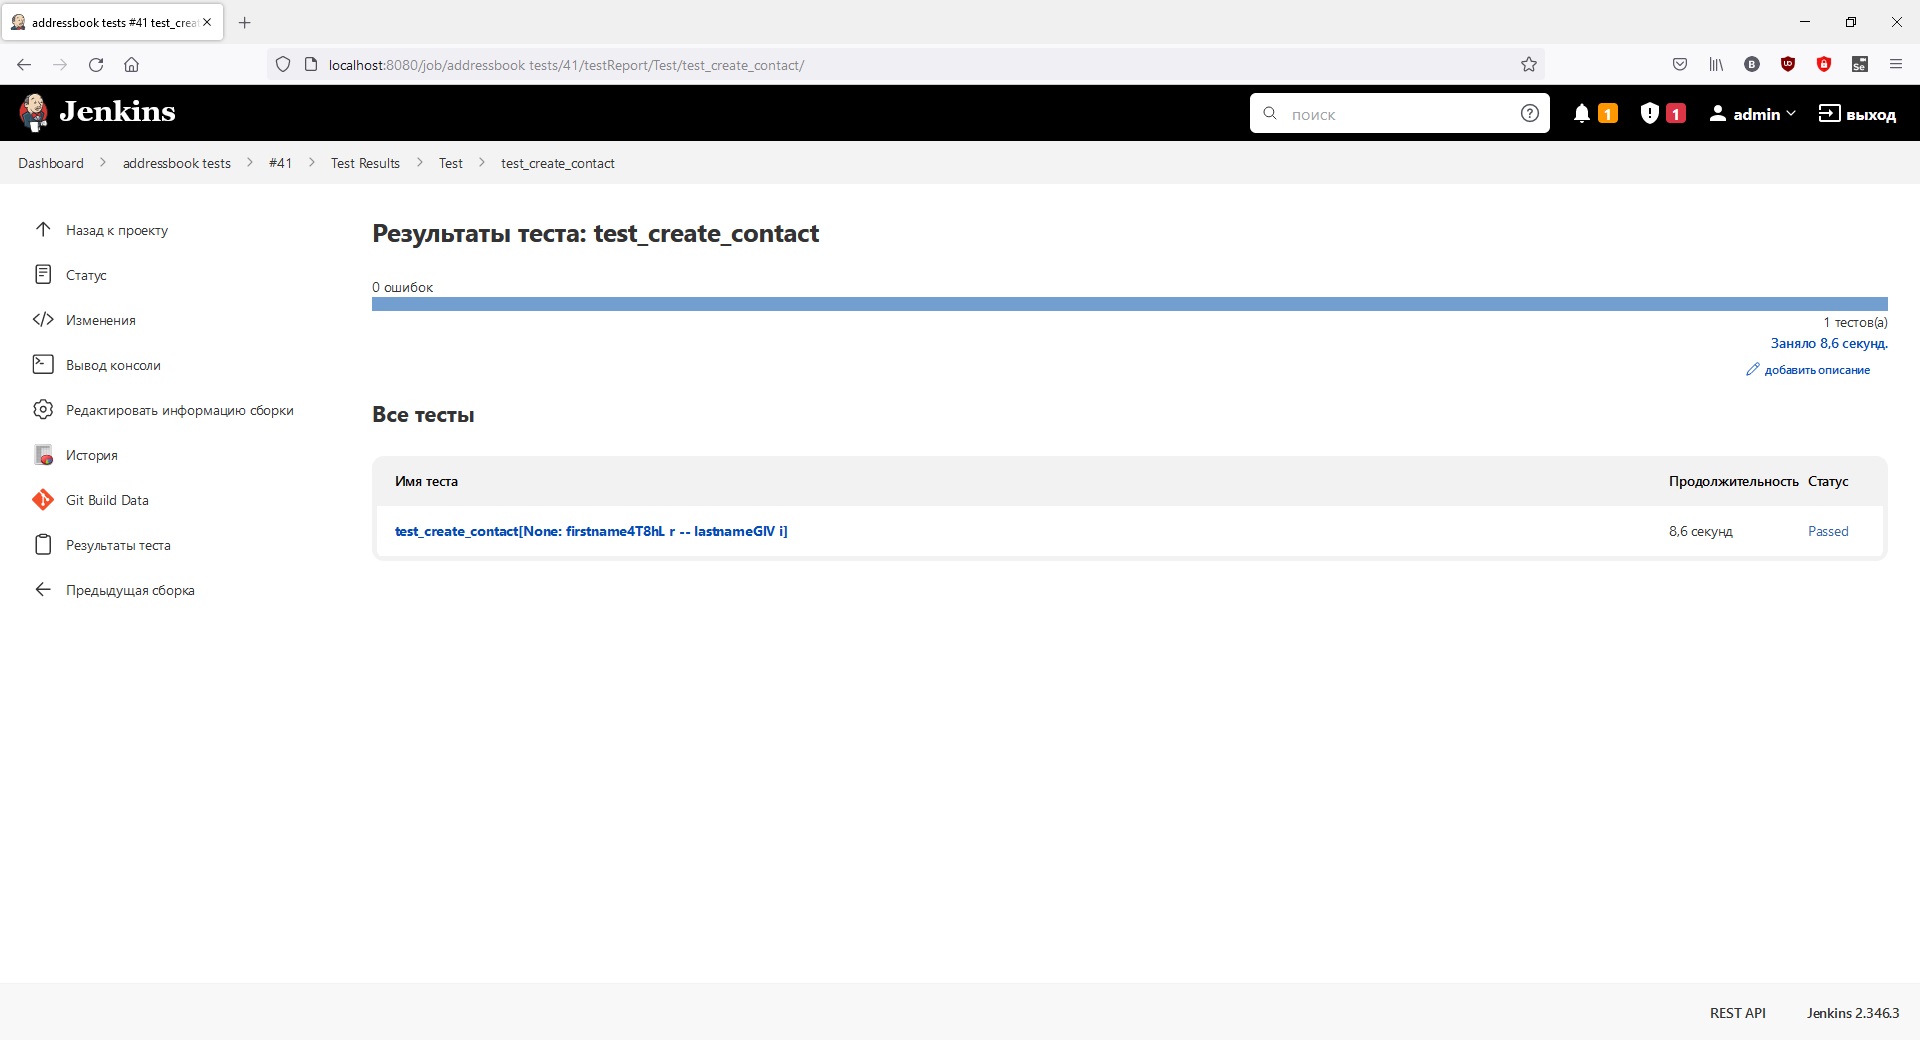 addressbook tests #41 test_crea
localhost:8080/job/addressbook tests/41/testReport/Test/test_create_contact/
Jenkins
поиск
1
1
admin
выход
Dashboard
addressbook tests
#41
Test Results
Test
test_create_contact
Назад к проекту
Статус
Изменения
Вывод консоли
Редактировать информацию сборки
История
Git Build Data
Результаты теста
Предыдущая сборка
Результаты теста: test_create_contact
0 ошибок
1 тестов(а)
Заняло 8,6 секунд.
добавить описание
Все тесты
Имя теста Продолжительность Статус
test_create_contact[None: firstname4T8hL r -- lastnameGlV i] 8,6 секунд Passed
REST API Jenkins 2.346.3